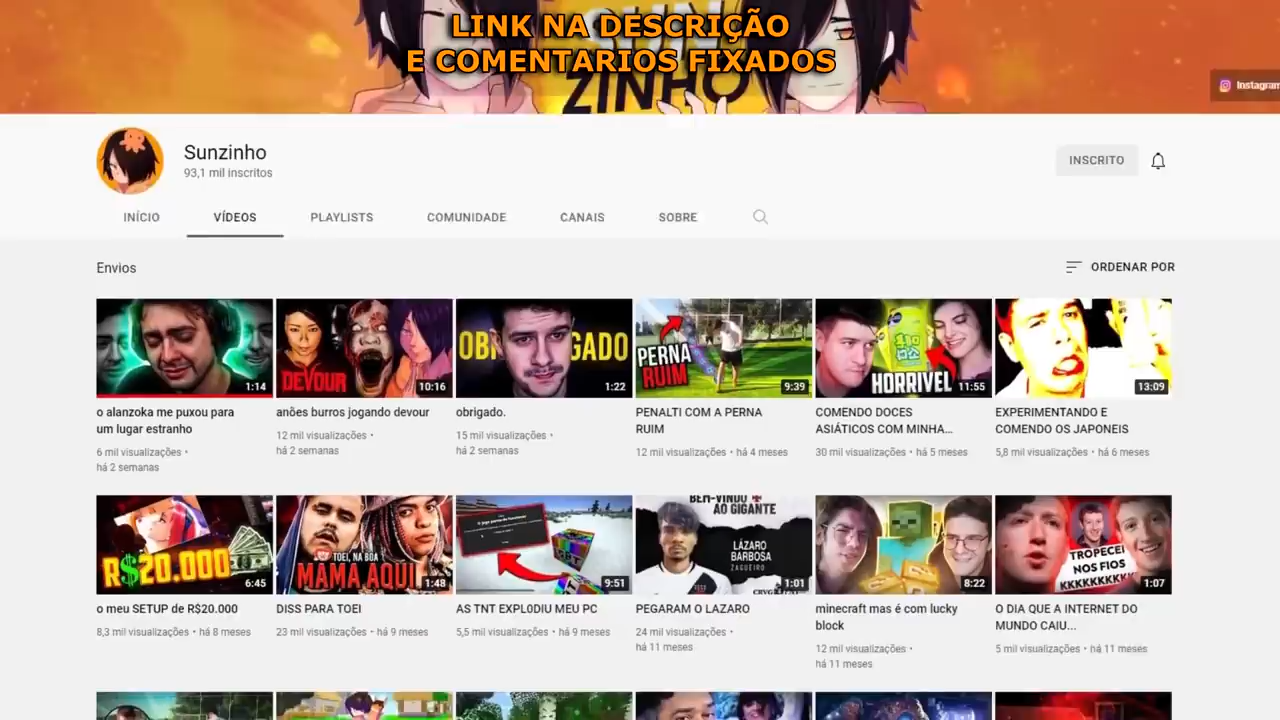 LINK NA DESCRIÇÃO
E COMENTARIOS FIXADOS
ZINHO
Instagram
Sunzinho
93,1 mil inscritos
INSCRITO
INÍCIO VÍDEOS PLAYLISTS COMUNIDADE CANAIS SOBRE
Envios
ORDENAR POR
1:14
DEVOUR
10:16
OBRIGADO
1:22
PERNA
RUIM
9:39
HORRIVEL
11:55
13:09
o alanzoka me puxou para
um lugar estranho
6 mil visualizações •
há 2 semanas
anões burros jogando devour
12 mil visualizações •
há 2 semanas
obrigado.
15 mil visualizações •
há 2 semanas
PENALTI COM A PERNA
RUIM
12 mil visualizações • há 4 meses
COMENDO DOCES
ASIÁTICOS COM MINHA...
30 mil visualizações • há 5 meses
EXPERIMENTANDO E
COMENDO OS JAPONEIS
5,8 mil visualizações • há 6 meses
R$20.000
6:45
TOEI, NA BOA
MAMA AQUI
1:48
9:51
BEM-VINDO
AO GIGANTE
LÁZARO
BARBOSA
ZAGUEIRO
1:01
8:22
TROPECEI
NOS FIOS
KKKKKKKKKK
1:07
o meu SETUP de R$20.000
8,3 mil visualizações • há 8 meses
DISS PARA TOEI
23 mil visualizações • há 9 meses
AS TNT EXPL0DIU MEU PC
5,5 mil visualizações • há 9 meses
PEGARAM O LAZARO
24 mil visualizações •
há 11 meses
minecraft mas é com lucky
block
12 mil visualizações •
há 11 meses
O DIA QUE A INTERNET DO
MUNDO CAIU...
5 mil visualizações • há 11 meses